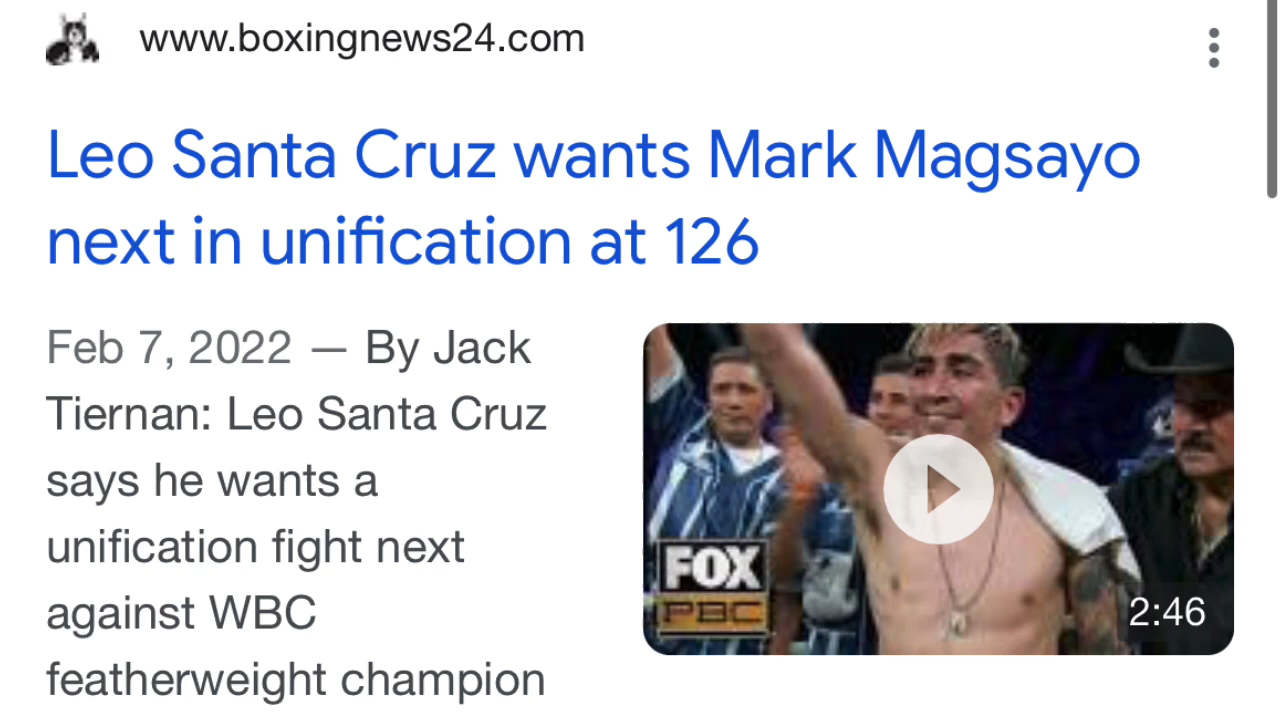 www.boxingnews24.com
Leo Santa Cruz wants Mark Magsayo
next in unification at 126
Feb 7, 2022 — By Jack
Tiernan: Leo Santa Cruz
says he wants a
unification fight next
against WBC
featherweight champion
FOX
PBC
2:46